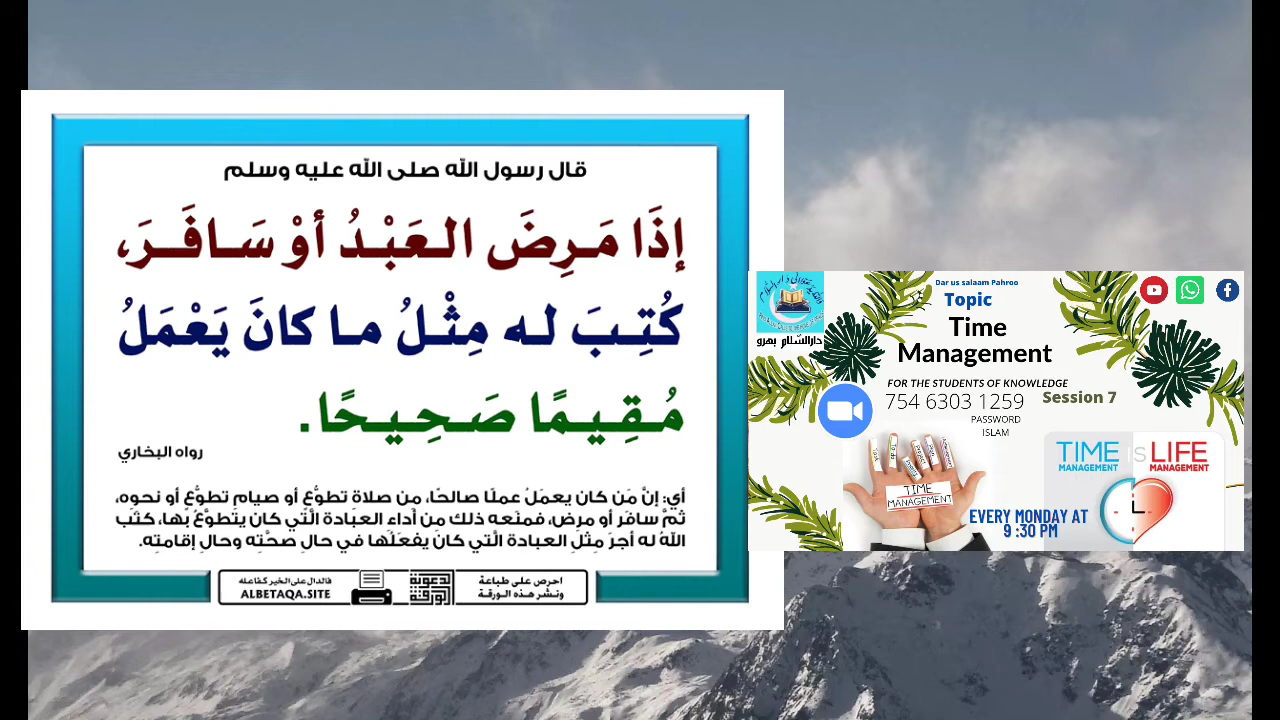 قال رسول الله صلى الله عليه وسلم
إذَا مَرِضَ العَبْدُ أوْ سَافَرَ،
كُتِبَ له مِثْلُ ما كانَ يَعْمَلُ
مُقِيمًا صَحِيحًا.
رواه البخاري
أي: إنَّ مَن كان يعمَلُ عملًا صالحًا، مِن صلاةِ تطوُّعٍ أو صيامِ تطوُّعٍ أو نحوِه،
ثمَّ سافَر أو مرِض، فمنَعه ذلك مِن أداءِ العبادة الَّتي كان يتطوَّعُ بها، كتَب
اللهُ له أجرَ مِثْلِ العبادة الَّتي كان يفعَلُها في حالِ صحَّتِه وحالِ إقامتِه.
احرص على طباعة
ونشر هذه الورقة
فالدال على الخير كفاعله
ALBETAQA.SITE
Dar us salaam Pahroo
Topic
Time
Management
FOR THE STUDENTS OF KNOWLEDGE
754 6303 1259
Session 7
PASSWORD
ISLAM
دارالسّلام پهرو
TIME
MANAGEMENT
TIME IS LIFE
MANAGEMENT MANAGEMENT
EVERY MONDAY AT
9 :30 PM